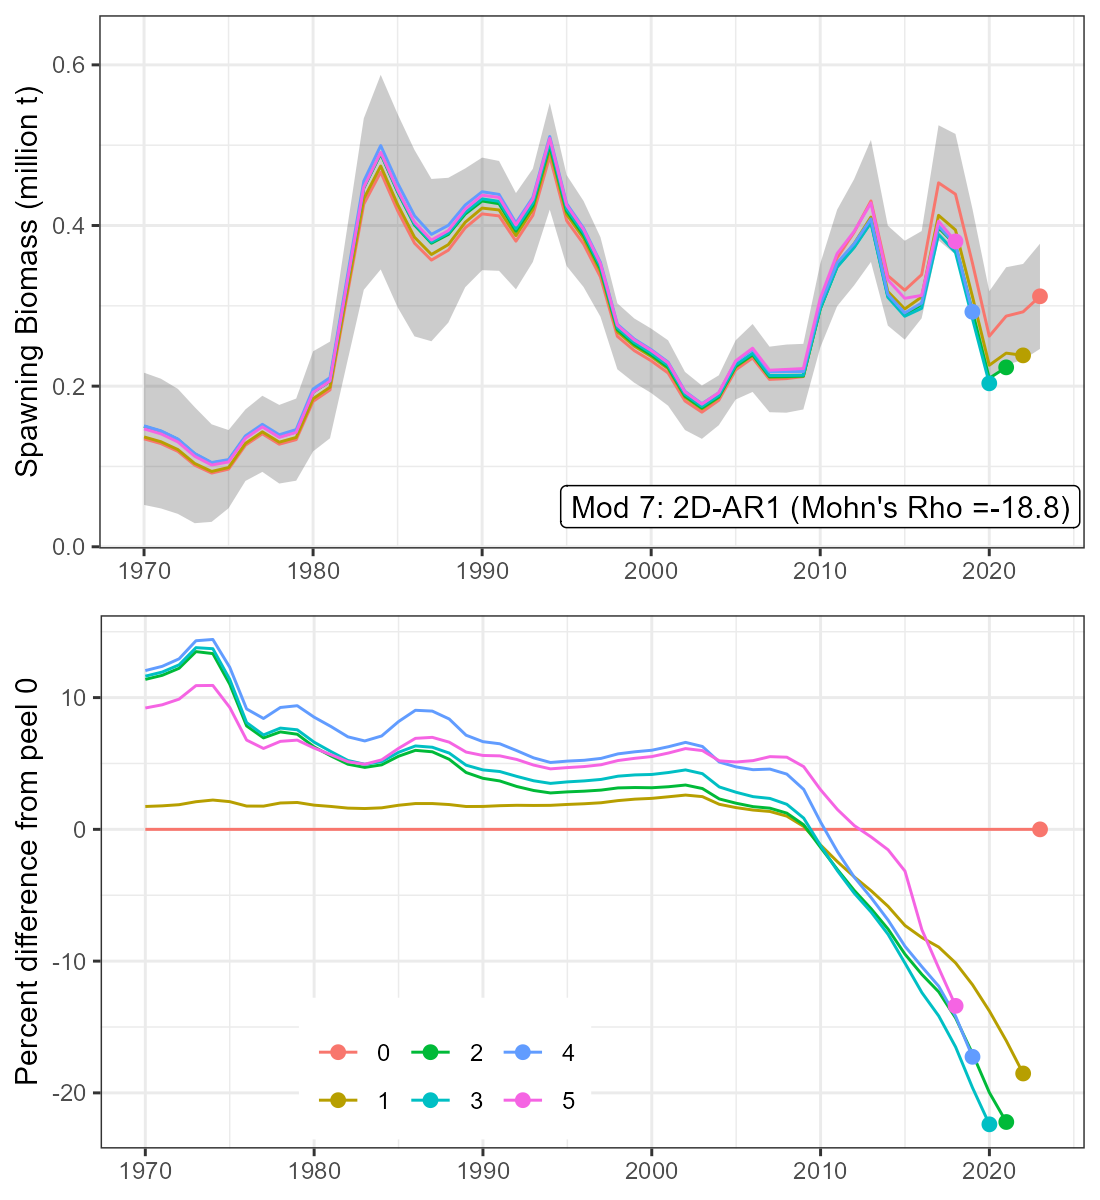 Spawning Biomass (million t)
0.6
0.4
0.2
0.0
Mod 7: 2D-AR1 (Mohn's Rho =-18.8)
1970 1980 1990 2000 2010 2020
Percent difference from peel 0
10
0
-10
-20
0 2 4
1 3 5
1970 1980 1990 2000 2010 2020